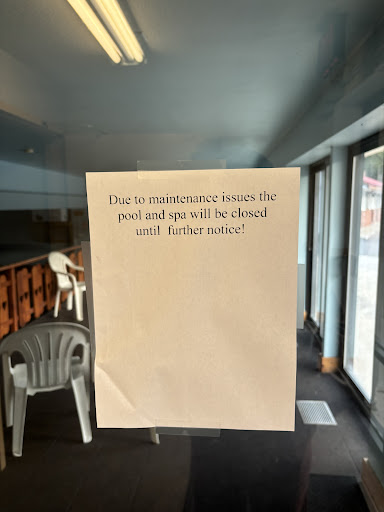 Due to maintenance issues the
pool and spa will be closed
until further notice!